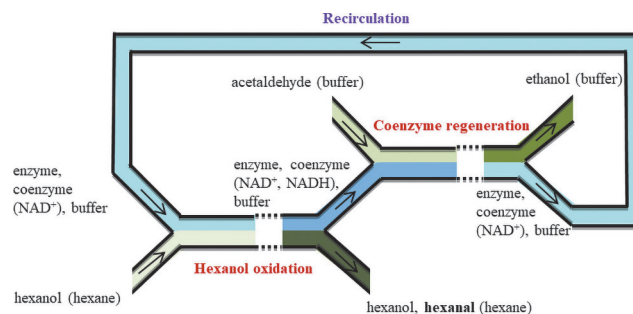 Recirculation
acetaldehyde (buffer)
ethanol (buffer)
Coenzyme regeneration
enzyme,
coenzyme
(NAD⁺), buffer
enzyme, coenzyme
(NAD⁺, NADH),
buffer
enzyme,
coenzyme
(NAD⁺), buffer
Hexanol oxidation
hexanol (hexane)
hexanol, hexanal (hexane)